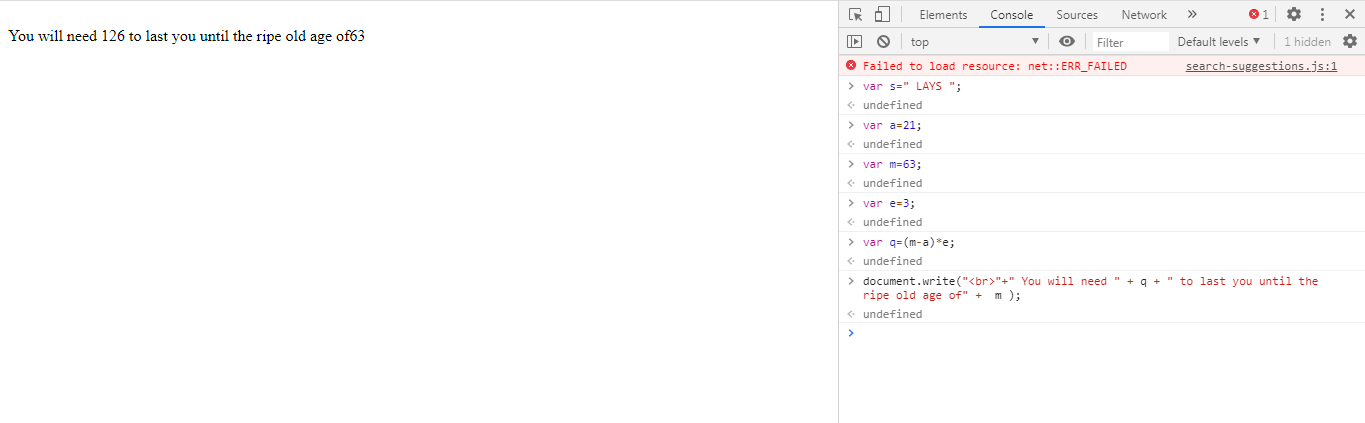 You will need 126 to last you until the ripe old age of63
Elements Console Sources Network » 1
top ▼ Filter Default levels ▼ 1 hidden
Failed to load resource: net::ERR_FAILED search-suggestions.js:1
> var s=" LAYS ";
< undefined
> var a=21;
< undefined
> var m=63;
< undefined
> var e=3;
< undefined
> var q=(m-a)*e;
< undefined
> document.write("<br>"+" You will need " + q + " to last you until the
ripe old age of" +  m );
< undefined
>